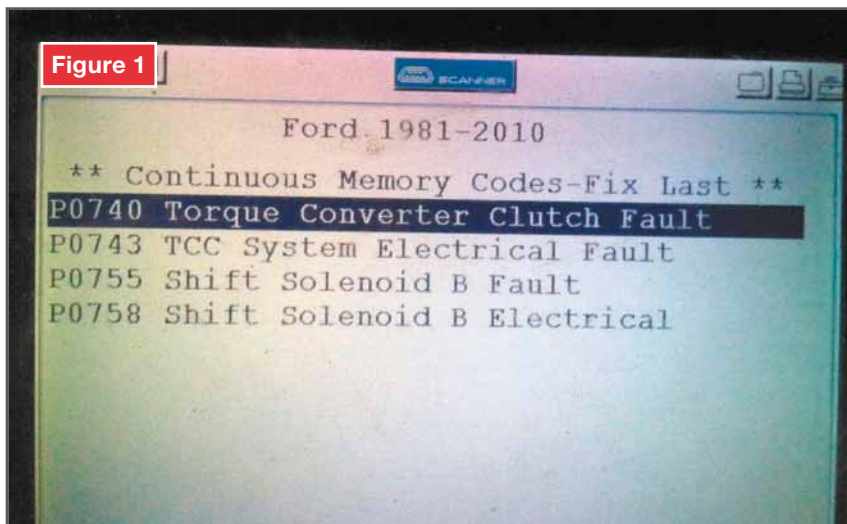 Figure 1
SCANNER
Ford 1981-2010
** Continuous Memory Codes-Fix Last **
P0740 Torque Converter Clutch Fault
P0743 TCC System Electrical Fault
P0755 Shift Solenoid B Fault
P0758 Shift Solenoid B Electrical